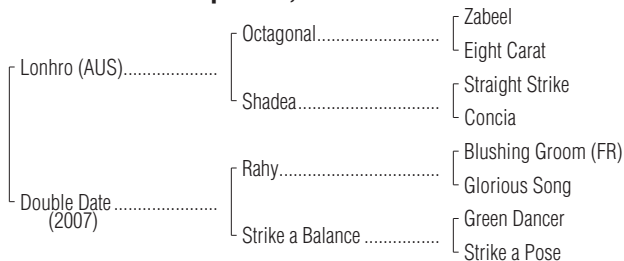 Octagonal
Zabeel
Eight Carat
Lonhro (AUS)
Shadea
Straight Strike
Concia
Rahy
Blushing Groom (FR)
Glorious Song
Double Date
(2007)
Strike a Balance
Green Dancer
Strike a Pose